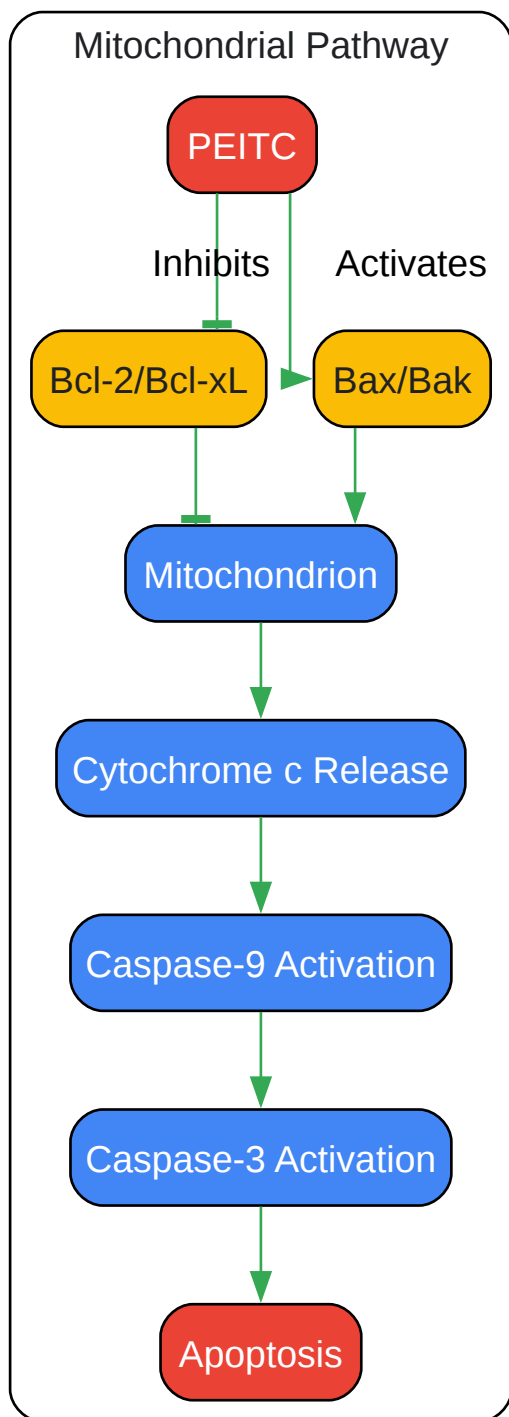 Mitochondrial Pathway
PEITC
Inhibits
Activates
Bcl-2/Bcl-xL
Bax/Bak
Mitochondrion
Cytochrome c Release
Caspase-9 Activation
Caspase-3 Activation
Apoptosis